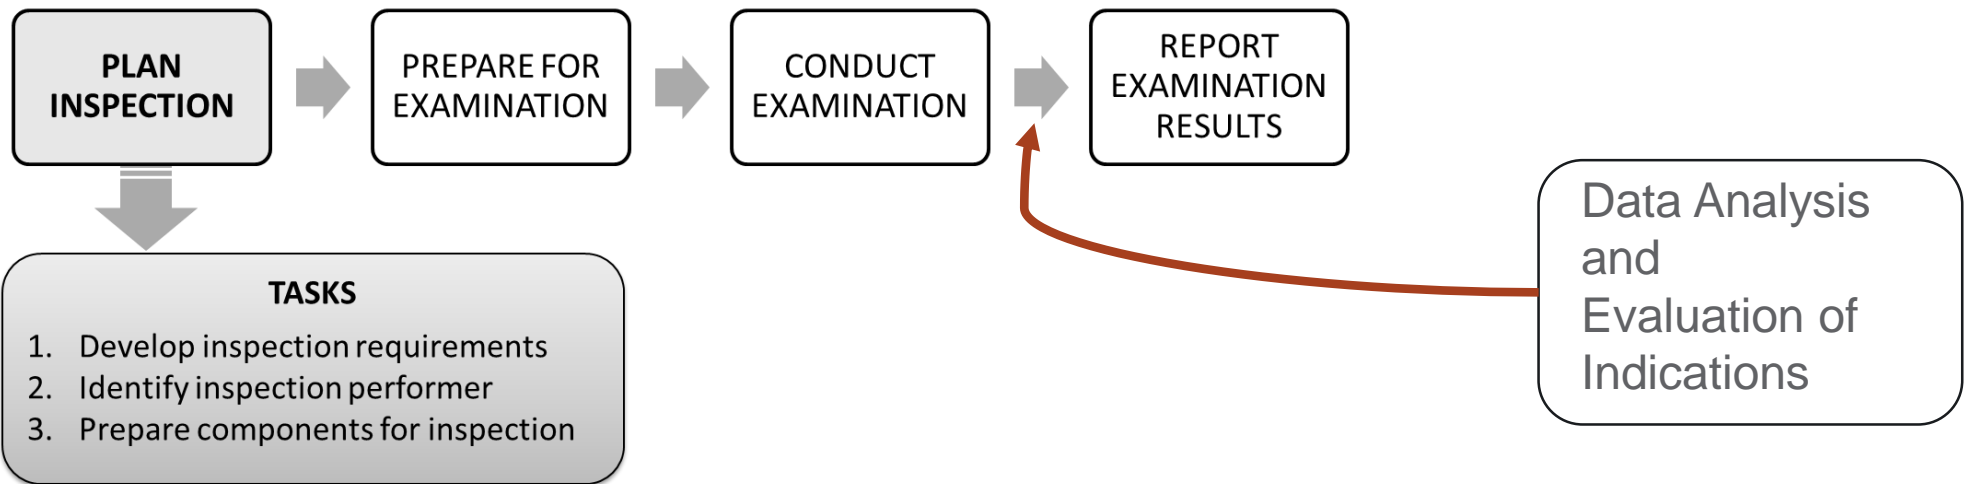 PLAN
INSPECTION
PREPARE FOR
EXAMINATION
CONDUCT
EXAMINATION
REPORT
EXAMINATION
RESULTS
TASKS
1. Develop inspection requirements
2. Identify inspection performer
3. Prepare components for inspection
Data Analysis
and
Evaluation of
Indications